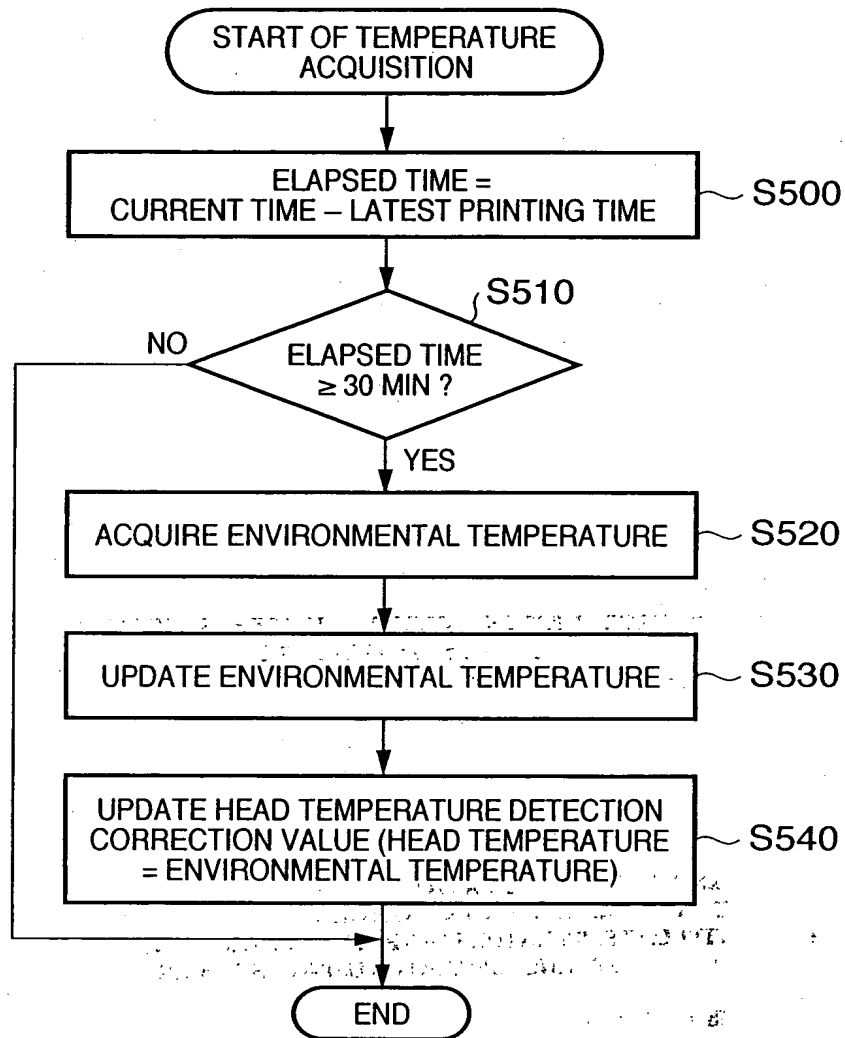 START OF TEMPERATURE
ACQUISITION
ELAPSED TIME =
CURRENT TIME – LATEST PRINTING TIME
S500
S510
NO
ELAPSED TIME
≥ 30 MIN ?
YES
ACQUIRE ENVIRONMENTAL TEMPERATURE
S520
UPDATE ENVIRONMENTAL TEMPERATURE
S530
UPDATE HEAD TEMPERATURE DETECTION
CORRECTION VALUE (HEAD TEMPERATURE
= ENVIRONMENTAL TEMPERATURE)
S540
END